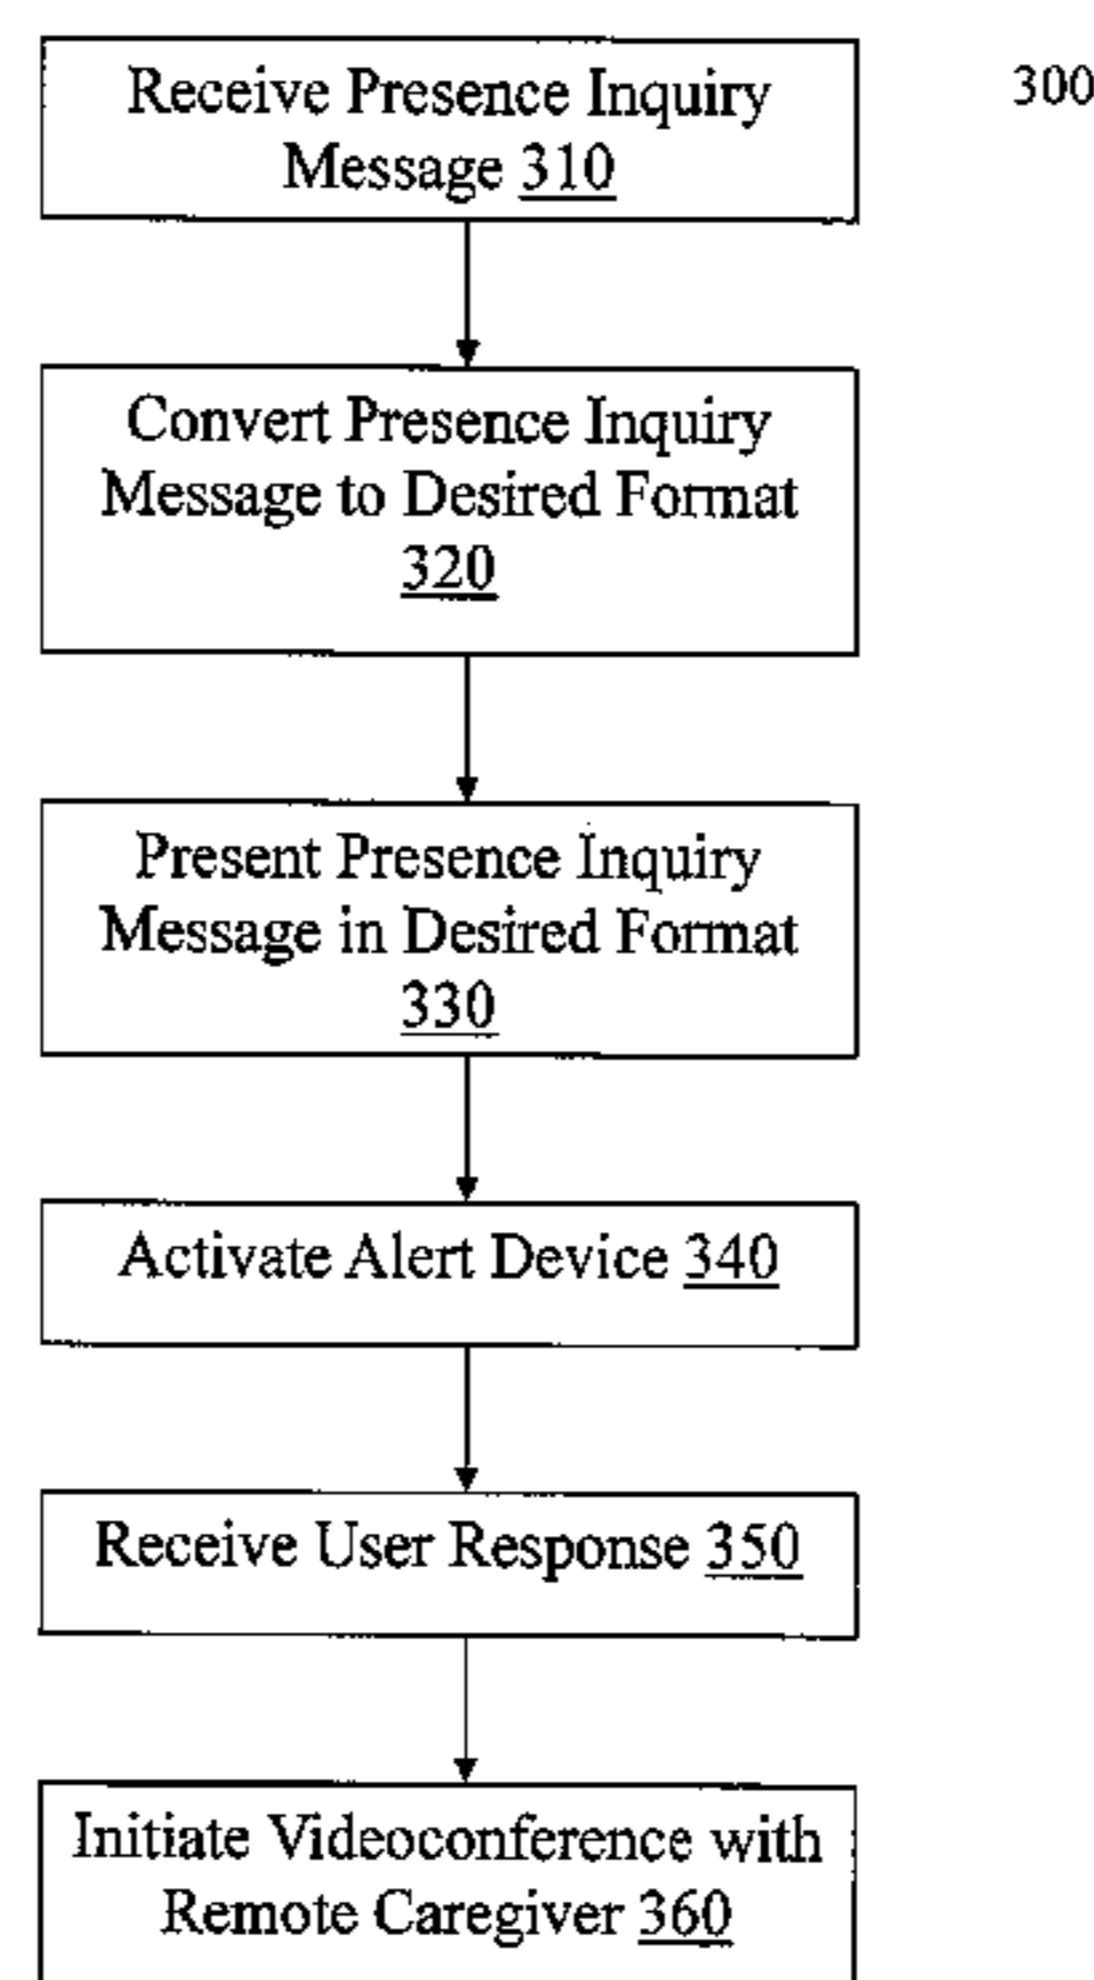 Receive Presence Inquiry
Message 310
300
Convert Presence Inquiry
Message to Desired Format
320
Present Presence Inquiry
Message in Desired Format
330
Activate Alert Device 340
Receive User Response 350
Initiate Videoconference with
Remote Caregiver 360